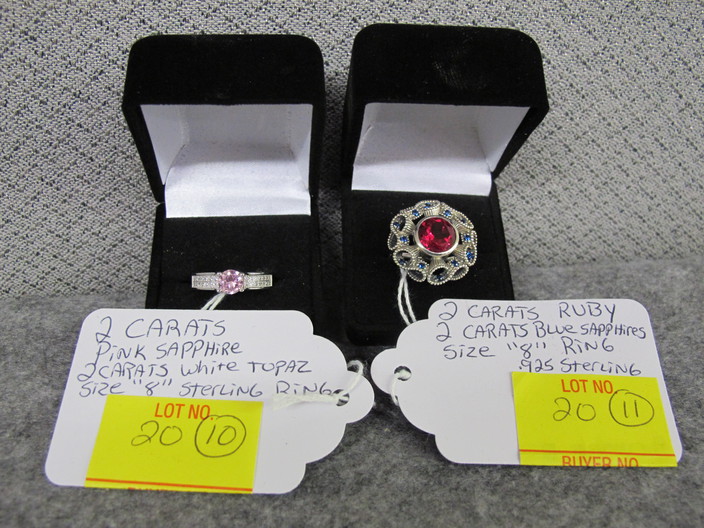 2 CARATS
PINK SAPPHIRE
2 CARATS White TOPAZ
Size "8" Sterling RING
LOT NO.
20 10
2 CARATS RUBY
2 CARATS Blue SAPPHires
Size "8" RING
.925 Sterling
LOT NO.
20 11
BUYER NO.